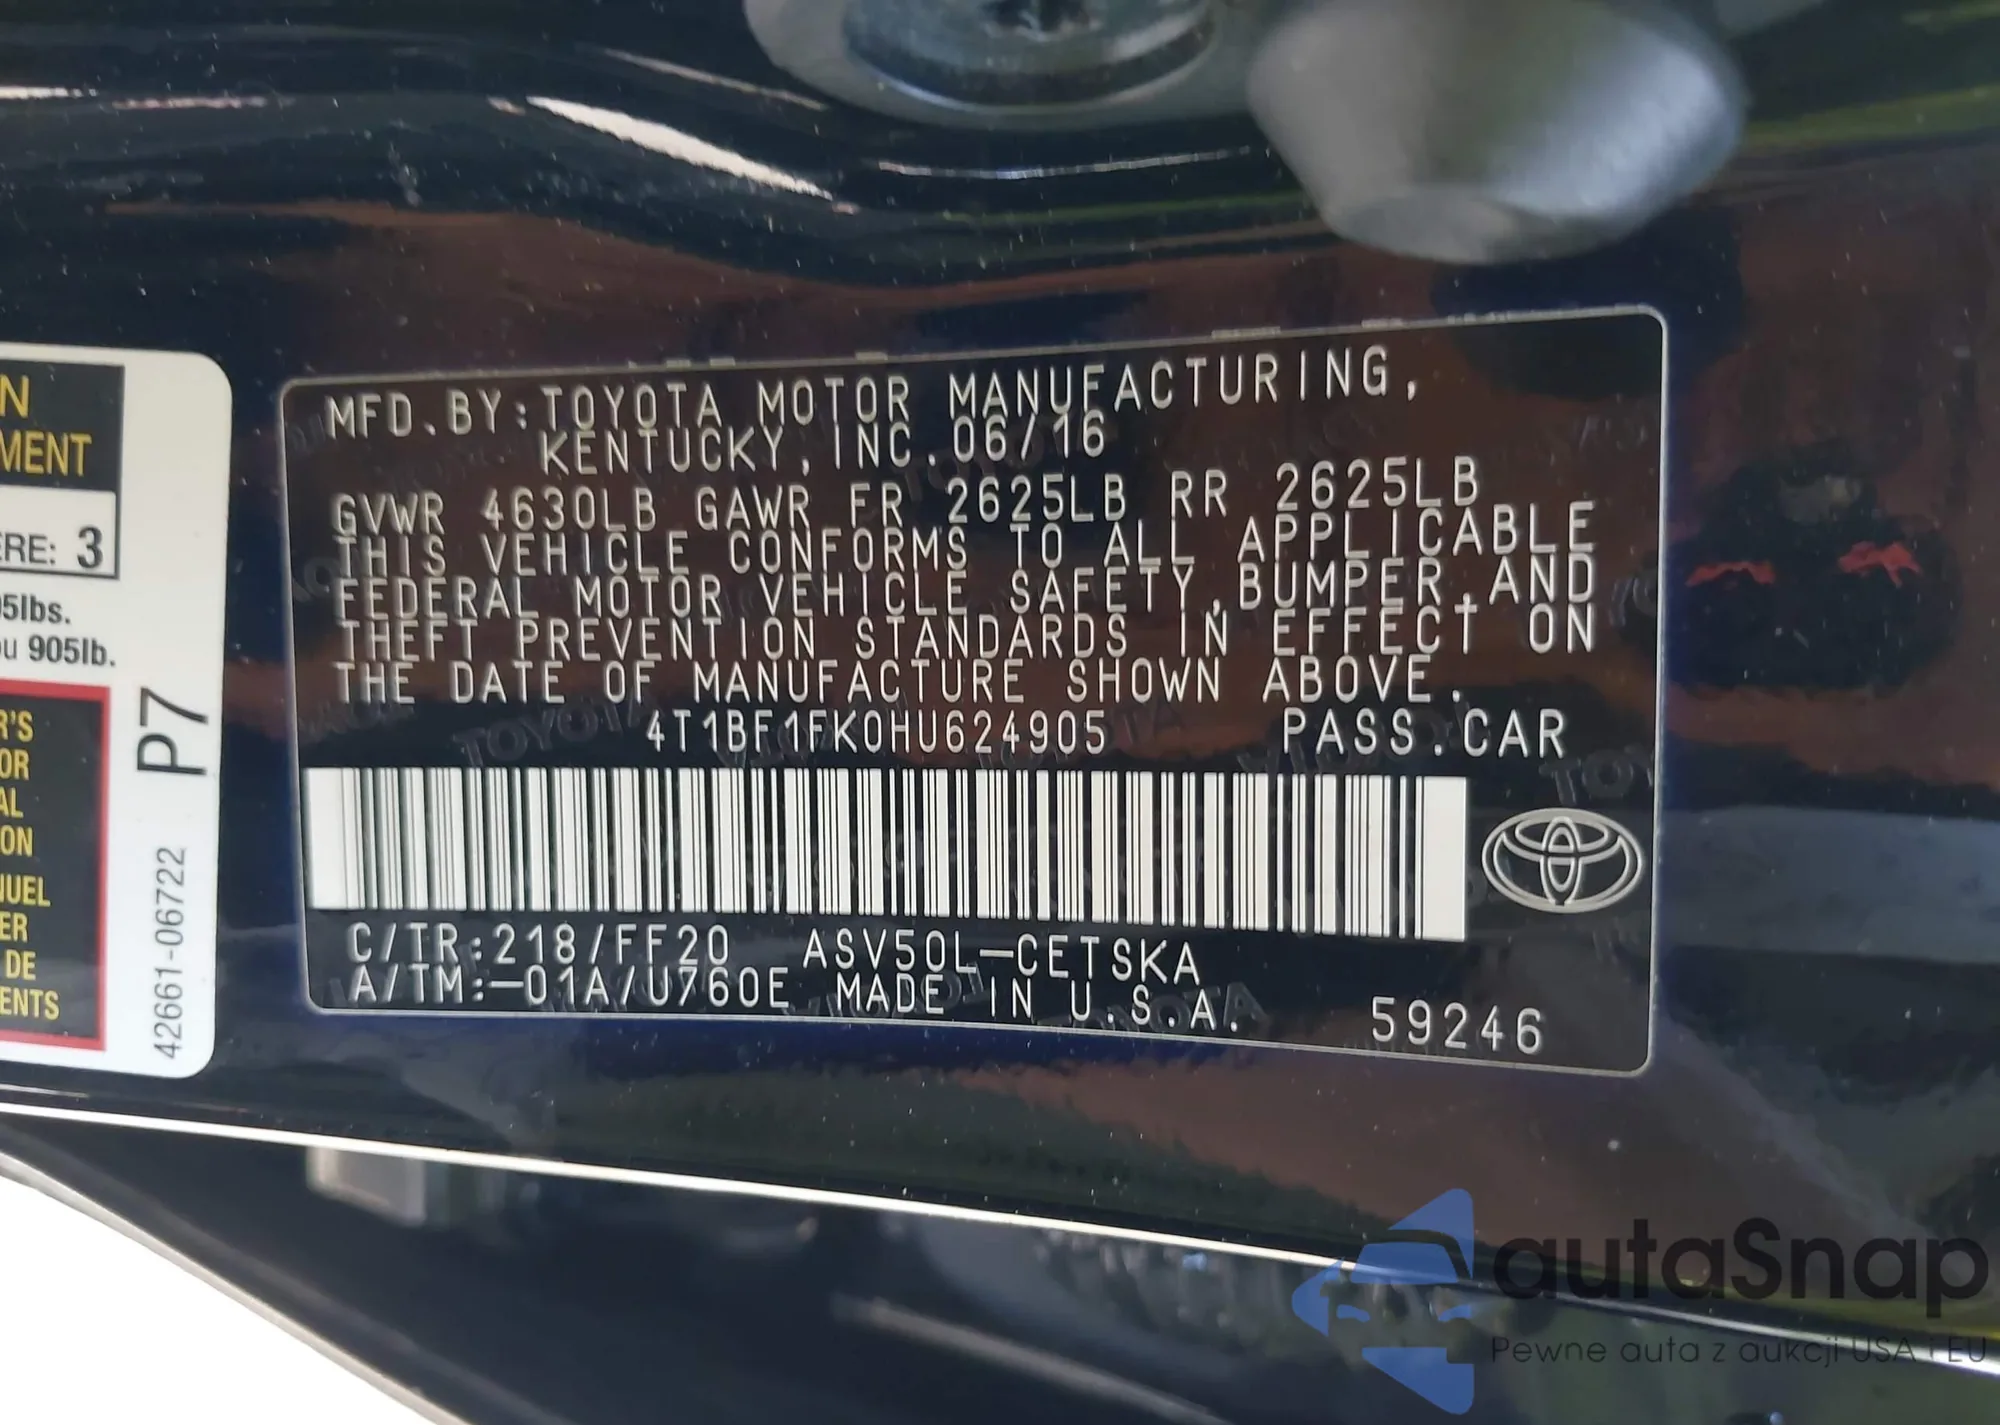 N
MENT
ERE: 3
05lbs.
ou 905lb.
R'S
OR
AL
ON
NUEL
ER
DE
ENTS
P7
42661-06722
MFD.BY:TOYOTA MOTOR MANUFACTURING,
KENTUCKY, INC. 06/16
GVWR 4630LB GAWR FR 2625LB RR 2625LB
THIS VEHICLE CONFORMS TO ALL APPLICABLE
FEDERAL MOTOR VEHICLE SAFETY,BUMPER,AND
THEFT PREVENTION STANDARDS IN EFFECT ON
THE DATE OF MANUFACTURE SHOWN ABOVE.
4T1BF1FK0HU624905 PASS.CAR
C/TR:218/FF20 ASV50L-CETSKA
A/TM:-01A/U760E MADE IN U.S.A.
59246
autaSnap
Pewne auta z aukcji USA i EU